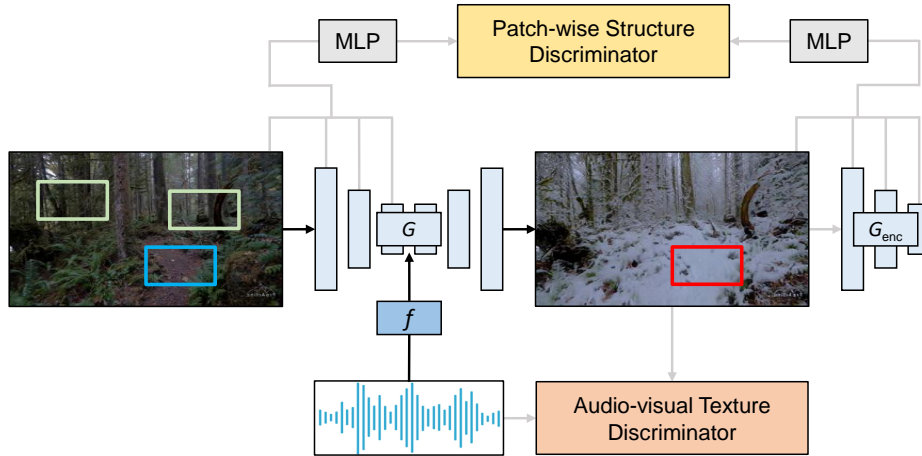 MLP
Patch-wise Structure
Discriminator
MLP
G
G_enc
f
Audio-visual Texture
Discriminator